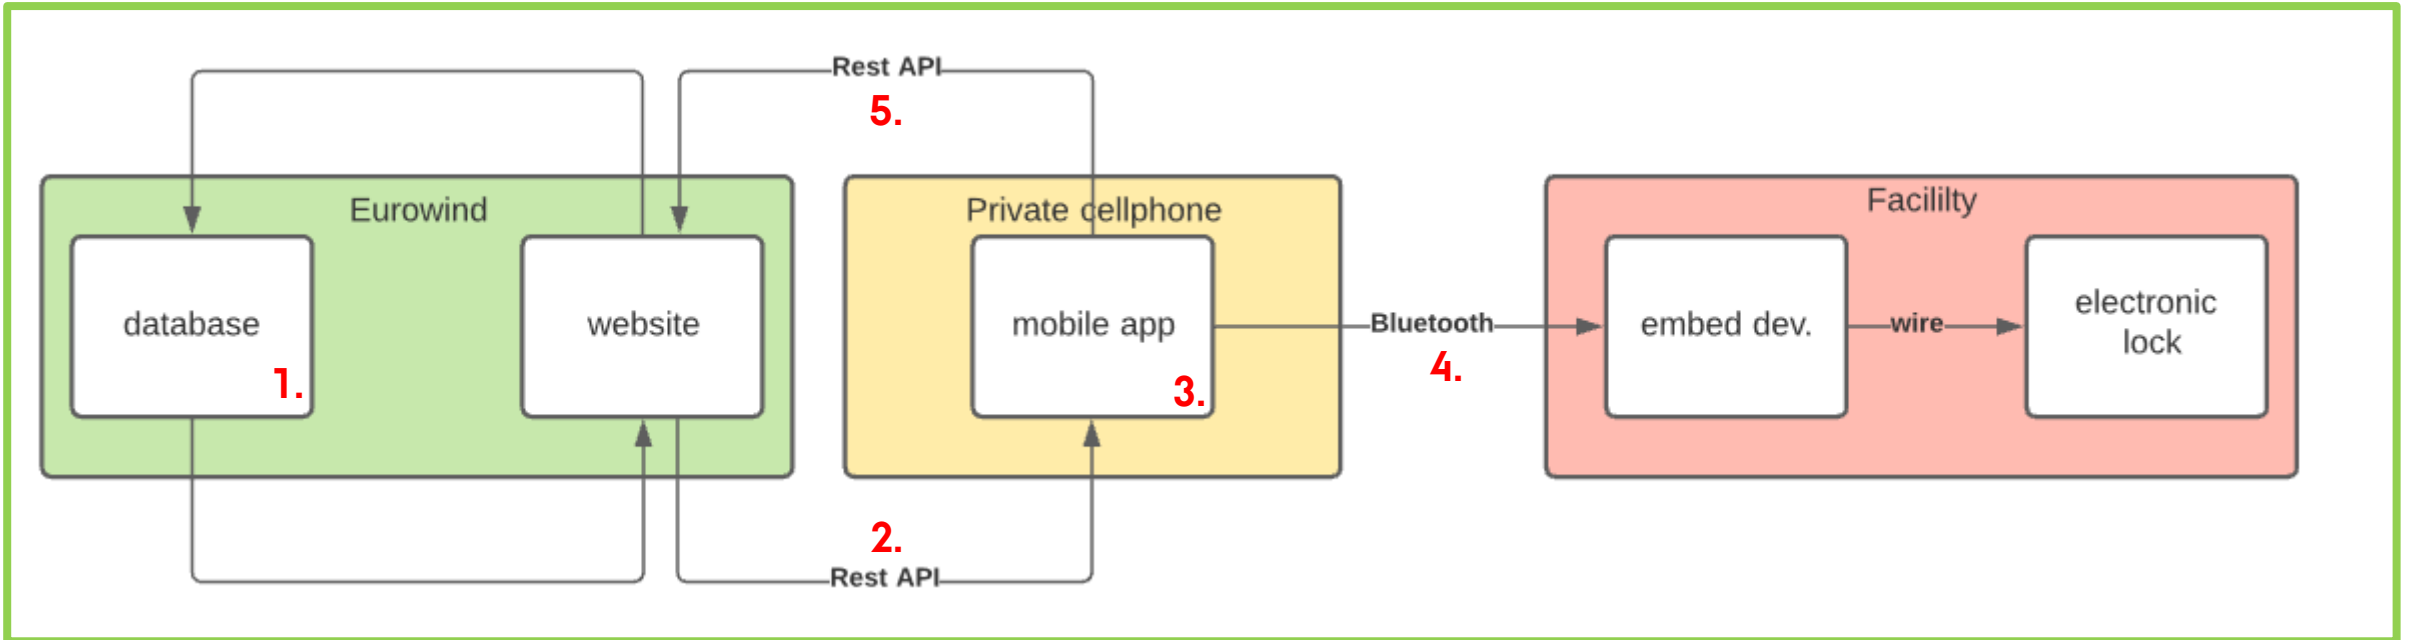 Rest API
5.
Eurowind
Private cellphone
Facililty
database
1.
website
mobile app
3.
Bluetooth
4.
embed dev.
wire
electronic
lock
2.
Rest API